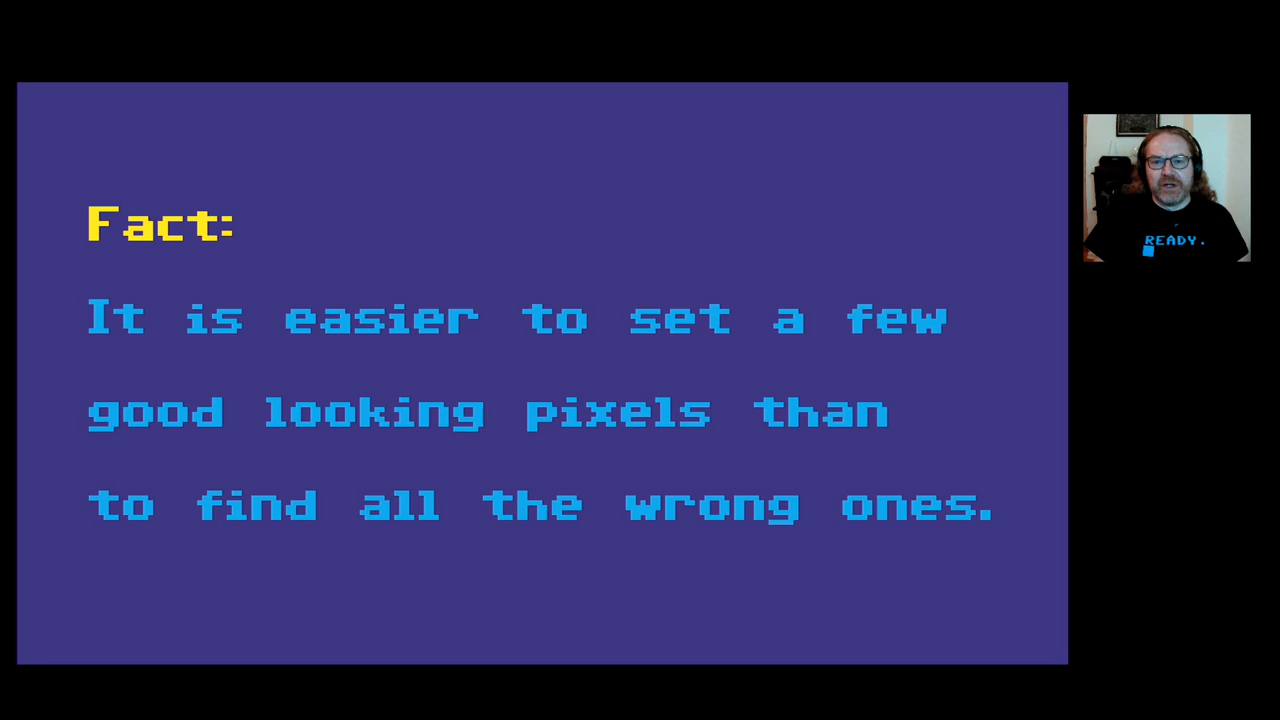 Fact:
It is easier to set a few
good looking pixels than
to find all the wrong ones.
READY.